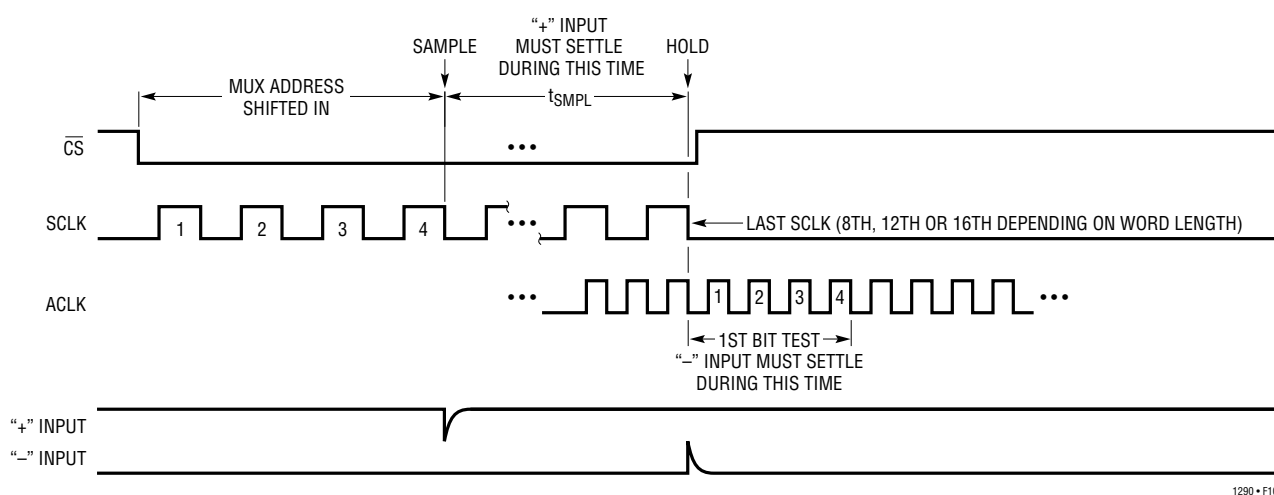 “+” INPUT
MUST SETTLE
DURING THIS TIME
SAMPLE
HOLD
MUX ADDRESS
SHIFTED IN
tSMPL
CS
•••
SCLK
1 2 3 4
•••
LAST SCLK (8TH, 12TH OR 16TH DEPENDING ON WORD LENGTH)
ACLK
•••
1 2 3 4
•••
1ST BIT TEST
“–” INPUT MUST SETTLE
DURING THIS TIME
“+” INPUT
“–” INPUT